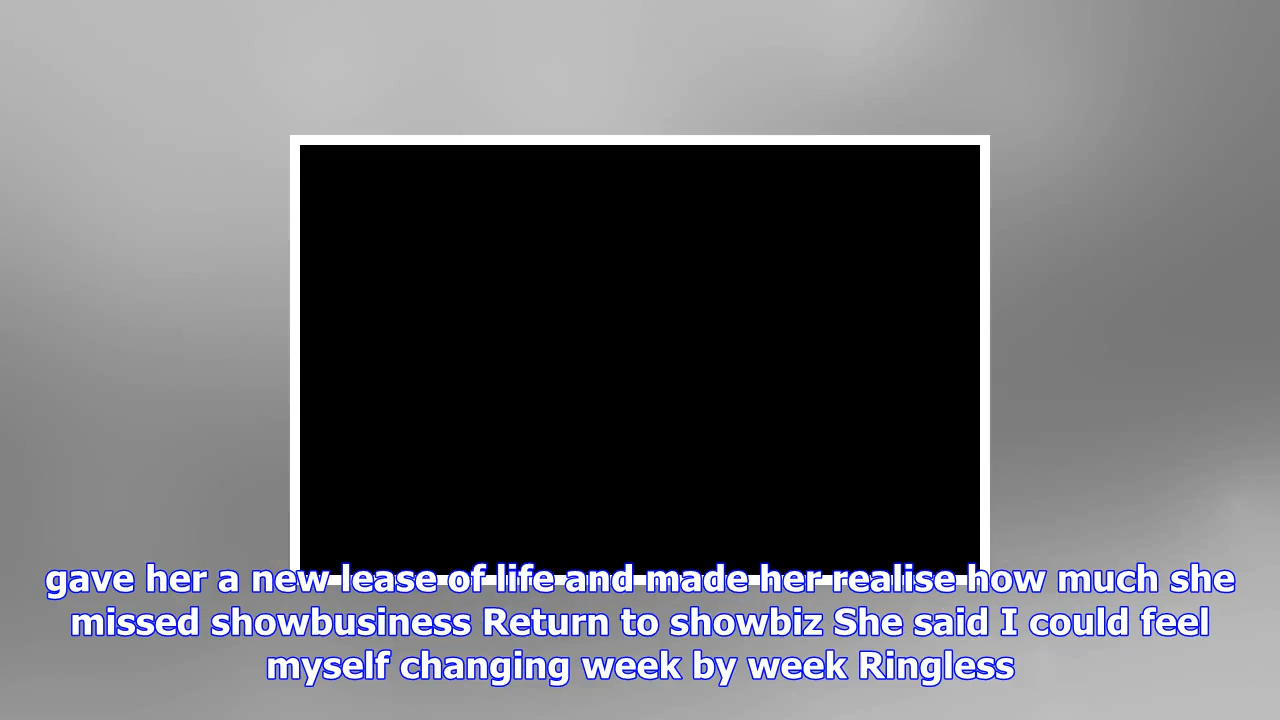 gave her a new lease of life and made her realise how much she
missed showbusiness Return to showbiz She said I could feel
myself changing week by week Ringless